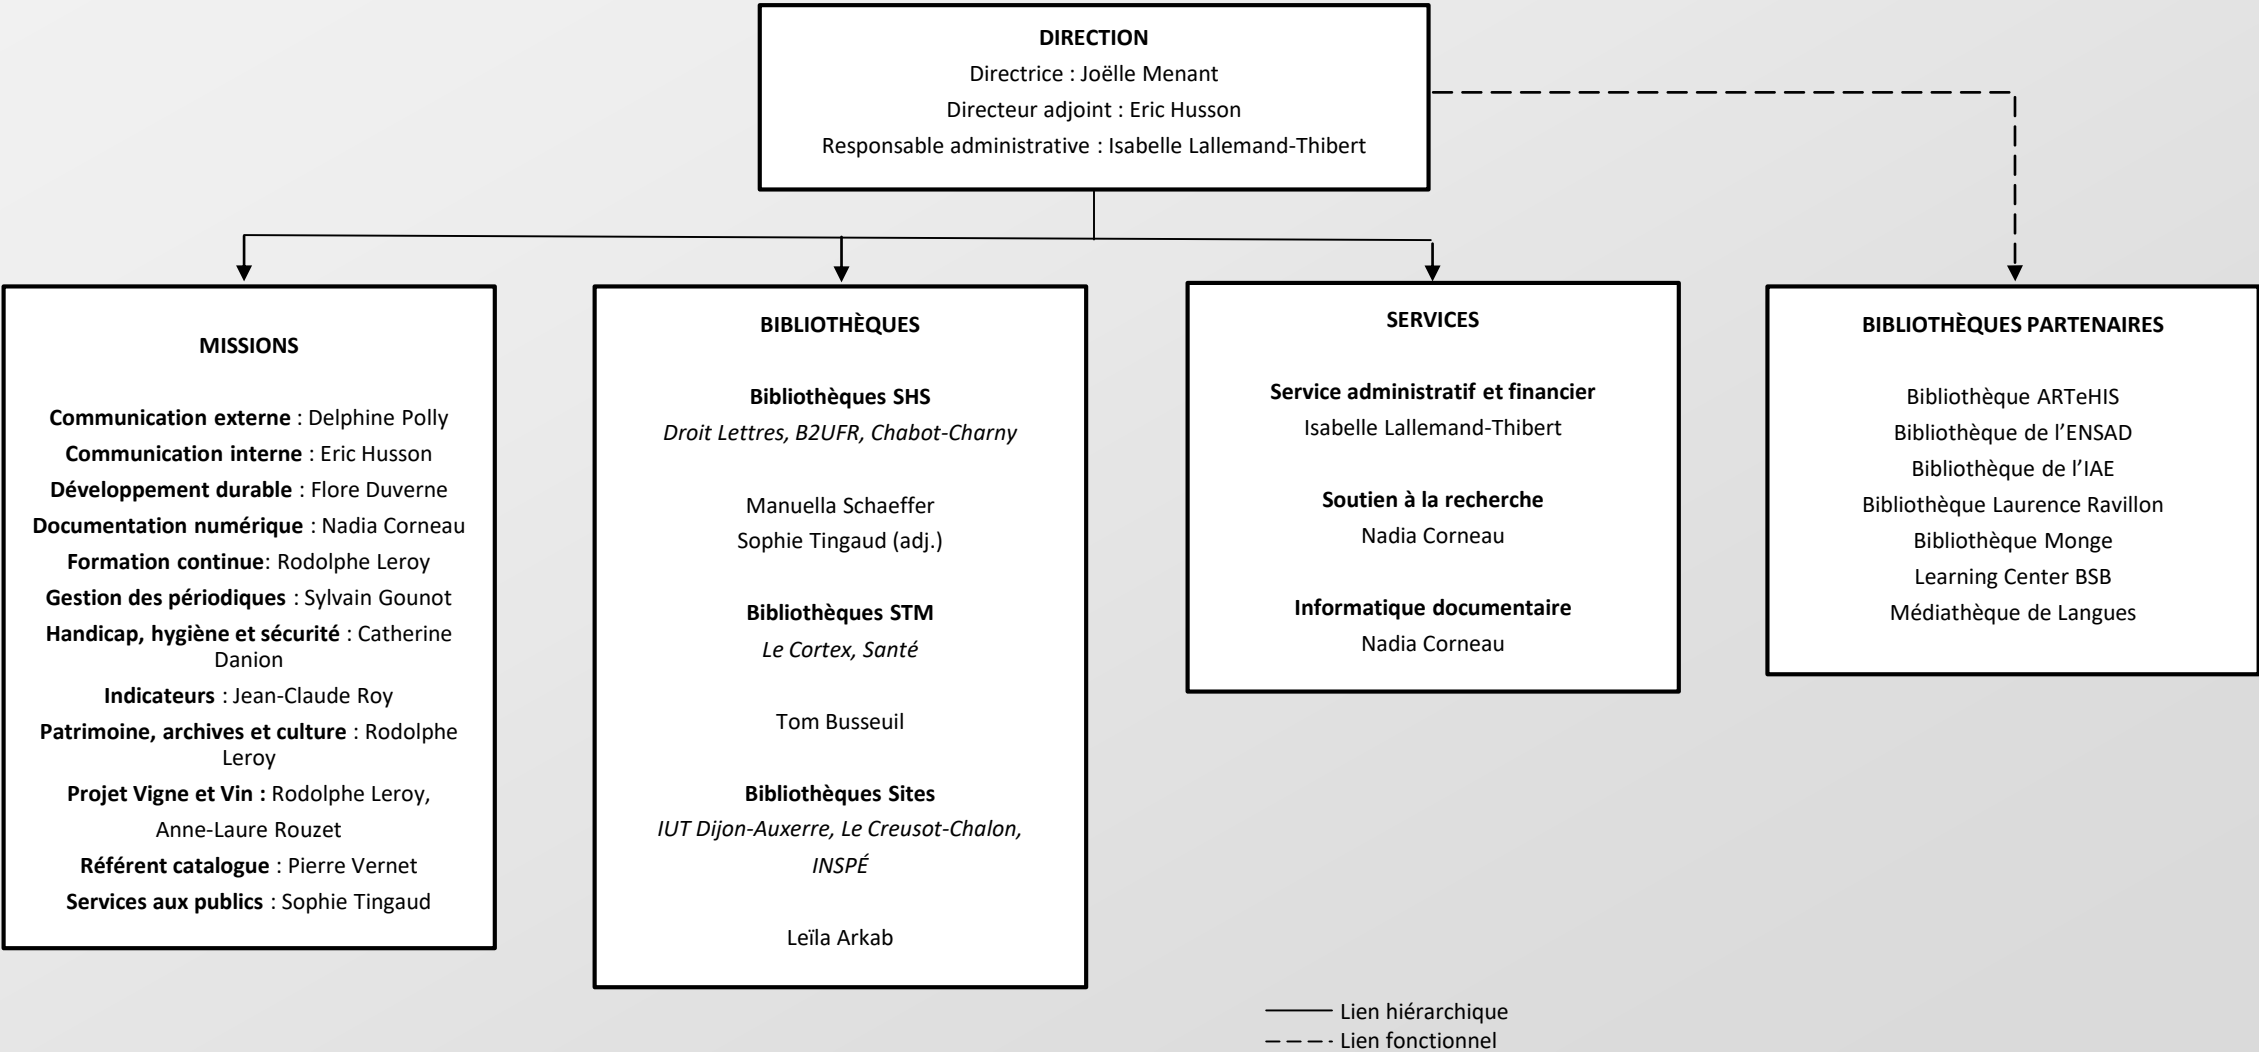 DIRECTION
Directrice : Joëlle Menant
Directeur adjoint : Eric Husson
Responsable administrative : Isabelle Lallemand-Thibert
MISSIONS
Communication externe : Delphine Polly
Communication interne : Eric Husson
Développement durable : Flore Duverne
Documentation numérique : Nadia Corneau
Formation continue: Rodolphe Leroy
Gestion des périodiques : Sylvain Gounot
Handicap, hygiène et sécurité : Catherine
Danion
Indicateurs : Jean-Claude Roy
Patrimoine, archives et culture : Rodolphe
Leroy
Projet Vigne et Vin : Rodolphe Leroy,
Anne-Laure Rouzet
Référent catalogue : Pierre Vernet
Services aux publics : Sophie Tingaud
BIBLIOTHÈQUES
Bibliothèques SHS
Droit Lettres, B2UFR, Chabot-Charny
Manuella Schaeffer
Sophie Tingaud (adj.)
Bibliothèques STM
Le Cortex, Santé
Tom Busseuil
Bibliothèques Sites
IUT Dijon-Auxerre, Le Creusot-Chalon,
INSPÉ
Leïla Arkab
SERVICES
Service administratif et financier
Isabelle Lallemand-Thibert
Soutien à la recherche
Nadia Corneau
Informatique documentaire
Nadia Corneau
BIBLIOTHÈQUES PARTENAIRES
Bibliothèque ARTeHIS
Bibliothèque de l’ENSAD
Bibliothèque de l’IAE
Bibliothèque Laurence Ravillon
Bibliothèque Monge
Learning Center BSB
Médiathèque de Langues
Lien hiérarchique
Lien fonctionnel